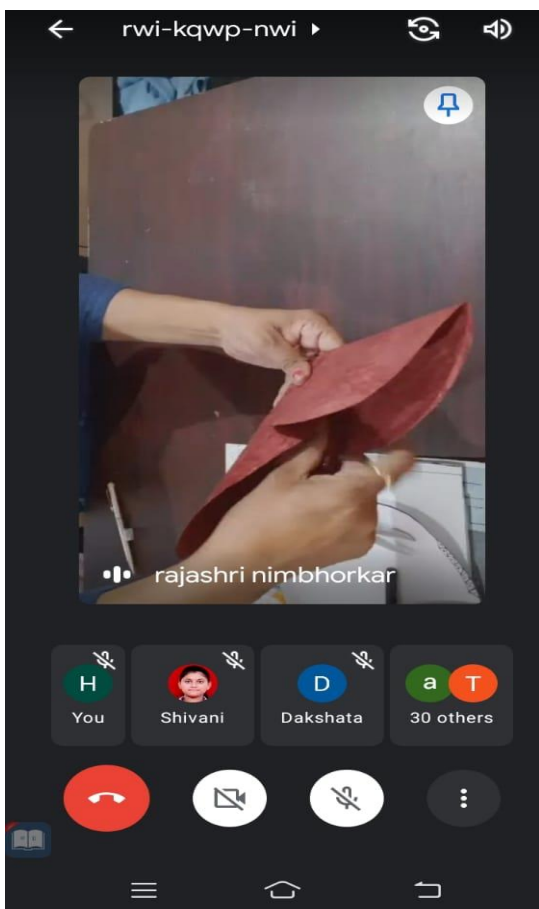 rwi-kqwp-nwi
rajashri nimbhorkar
H
D
a T
You
Shivani
Dakshata
30 others